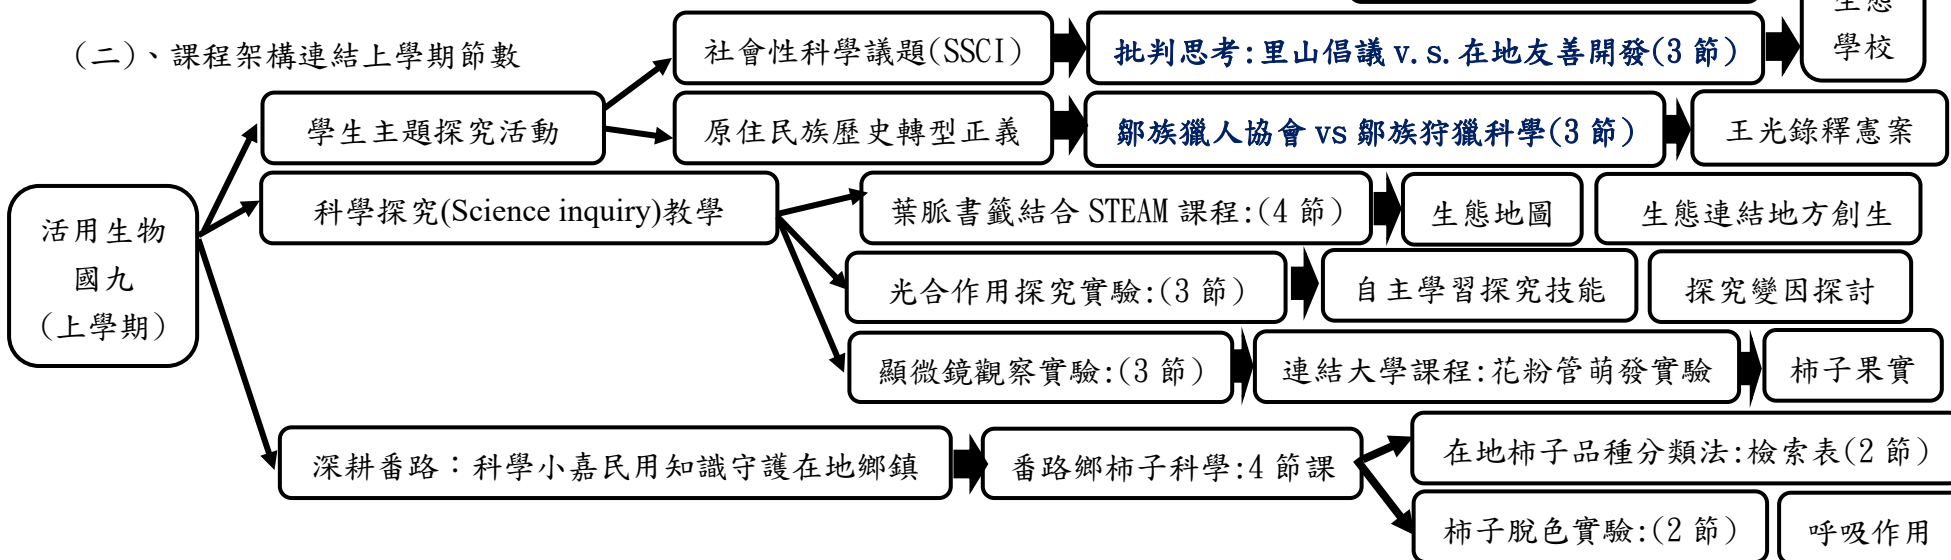 生態
學校
(二)、課程架構連結上學期節數
社會性科學議題(SSCI)
批判思考:里山倡議 v.s.在地友善開發(3 節)
學生主題探究活動
原住民族歷史轉型正義
鄒族獵人協會 vs 鄒族狩獵科學(3 節)
王光錄釋憲案
活用生物
國九
(上學期)
科學探究(Science inquiry)教學
葉脈書籤結合 STEAM 課程:(4 節)
生態地圖
生態連結地方創生
光合作用探究實驗:(3 節)
自主學習探究技能
探究變因探討
顯微鏡觀察實驗:(3 節)
連結大學課程:花粉管萌發實驗
柿子果實
深耕番路：科學小嘉民用知識守護在地鄉鎮
番路鄉柿子科學:4 節課
在地柿子品種分類法:檢索表(2 節)
柿子脫色實驗:(2 節)
呼吸作用